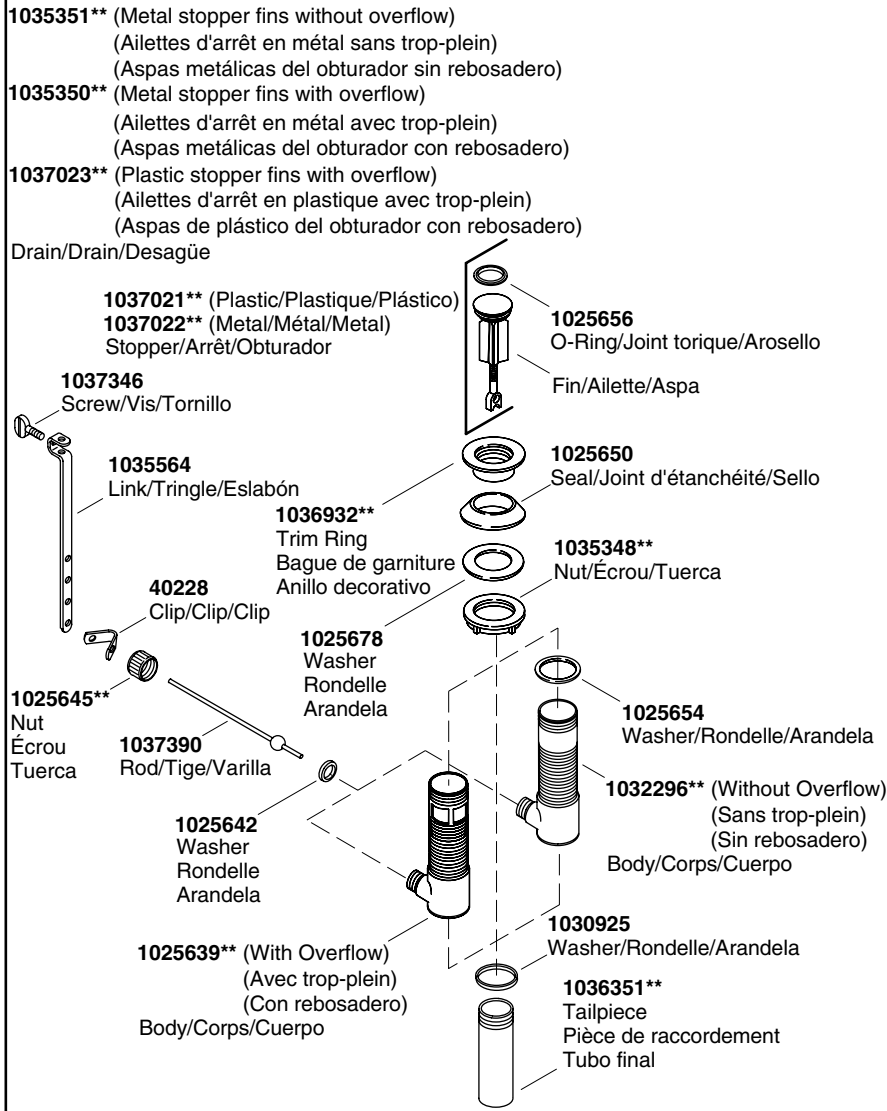 1035351** (Metal stopper fins without overflow)
(Ailettes d'arrêt en métal sans trop-plein)
(Aspas metálicas del obturador sin rebosadero)
1035350** (Metal stopper fins with overflow)
(Ailettes d'arrêt en métal avec trop-plein)
(Aspas metálicas del obturador con rebosadero)
1037023** (Plastic stopper fins with overflow)
(Ailettes d'arrêt en plastique avec trop-plein)
(Aspas de plástico del obturador con rebosadero)
Drain/Drain/Desagüe
1037021** (Plastic/Plastique/Plástico)
1037022** (Metal/Métal/Metal)
Stopper/Arrêt/Obturador
1025656
O-Ring/Joint torique/Arosello
Fin/Ailette/Aspa
1037346
Screw/Vis/Tornillo
1035564
Link/Tringle/Eslabón
1025650
Seal/Joint d'étanchéité/Sello
1036932**
Trim Ring
Bague de garniture
Anillo decorativo
1035348**
Nut/Écrou/Tuerca
40228
Clip/Clip/Clip
1025678
Washer
Rondelle
Arandela
1025645**
Nut
Écrou
Tuerca
1037390
Rod/Tige/Varilla
1025654
Washer/Rondelle/Arandela
1032296** (Without Overflow)
(Sans trop-plein)
(Sin rebosadero)
Body/Corps/Cuerpo
1025642
Washer
Rondelle
Arandela
1025639** (With Overflow)
(Avec trop-plein)
(Con rebosadero)
Body/Corps/Cuerpo
1030925
Washer/Rondelle/Arandela
1036351**
Tailpiece
Pièce de raccordement
Tubo final